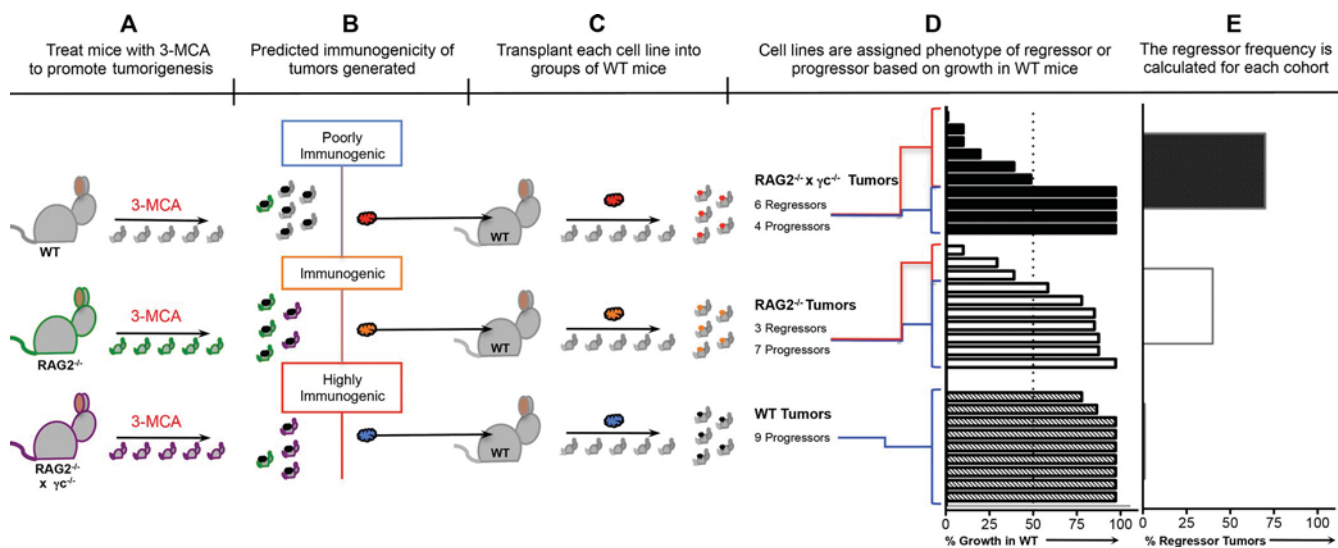 A
Treat mice with 3-MCA
to promote tumorigenesis
B
Predicted immunogenicity of
tumors generated
C
Transplant each cell line into
groups of WT mice
D
Cell lines are assigned phenotype of regressor or
progressor based on growth in WT mice
E
The regressor frequency is
calculated for each cohort
3-MCA
WT
Poorly
Immunogenic
WT
RAG2-/- x γc-/- Tumors
6 Regressors
4 Progressors
3-MCA
RAG2-/-
Immunogenic
WT
RAG2-/- Tumors
3 Regressors
7 Progressors
3-MCA
RAG2-/-
x γc-/-
Highly
Immunogenic
WT
WT Tumors
9 Progressors
0 25 50 75 100
% Growth in WT
0 25 50 75 100
% Regressor Tumors